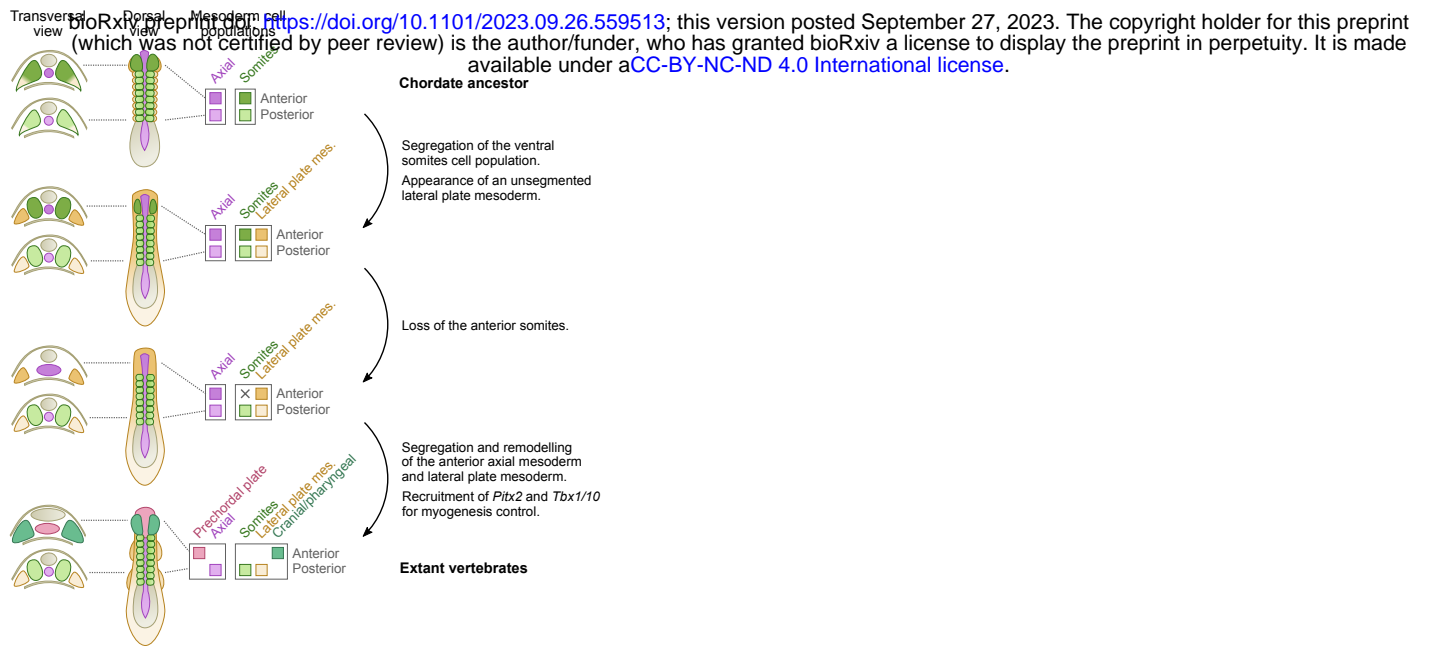 bioRxiv preprint doi: https://doi.org/10.1101/2023.09.26.559513; this version posted September 27, 2023. The copyright holder for this preprint
(which was not certified by peer review) is the author/funder, who has granted bioRxiv a license to display the preprint in perpetuity. It is made
available under aCC-BY-NC-ND 4.0 International license.
Transversal
view
Dorsal
view
Mesoderm cell
populations
Axial
Somites
Anterior
Posterior
Chordate ancestor
Segregation of the ventral
somites cell population.
Appearance of an unsegmented
lateral plate mesoderm.
Axial
Somites
Lateral plate mes.
Anterior
Posterior
Loss of the anterior somites.
Axial
Somites
Lateral plate mes.
Anterior
Posterior
Segregation and remodelling
of the anterior axial mesoderm
and lateral plate mesoderm.
Recruitment of Pitx2 and Tbx1/10
for myogenesis control.
Prechordal plate
Axial
Somites
Lateral plate mes.
Cranial/pharyngeal
Anterior
Posterior
Extant vertebrates